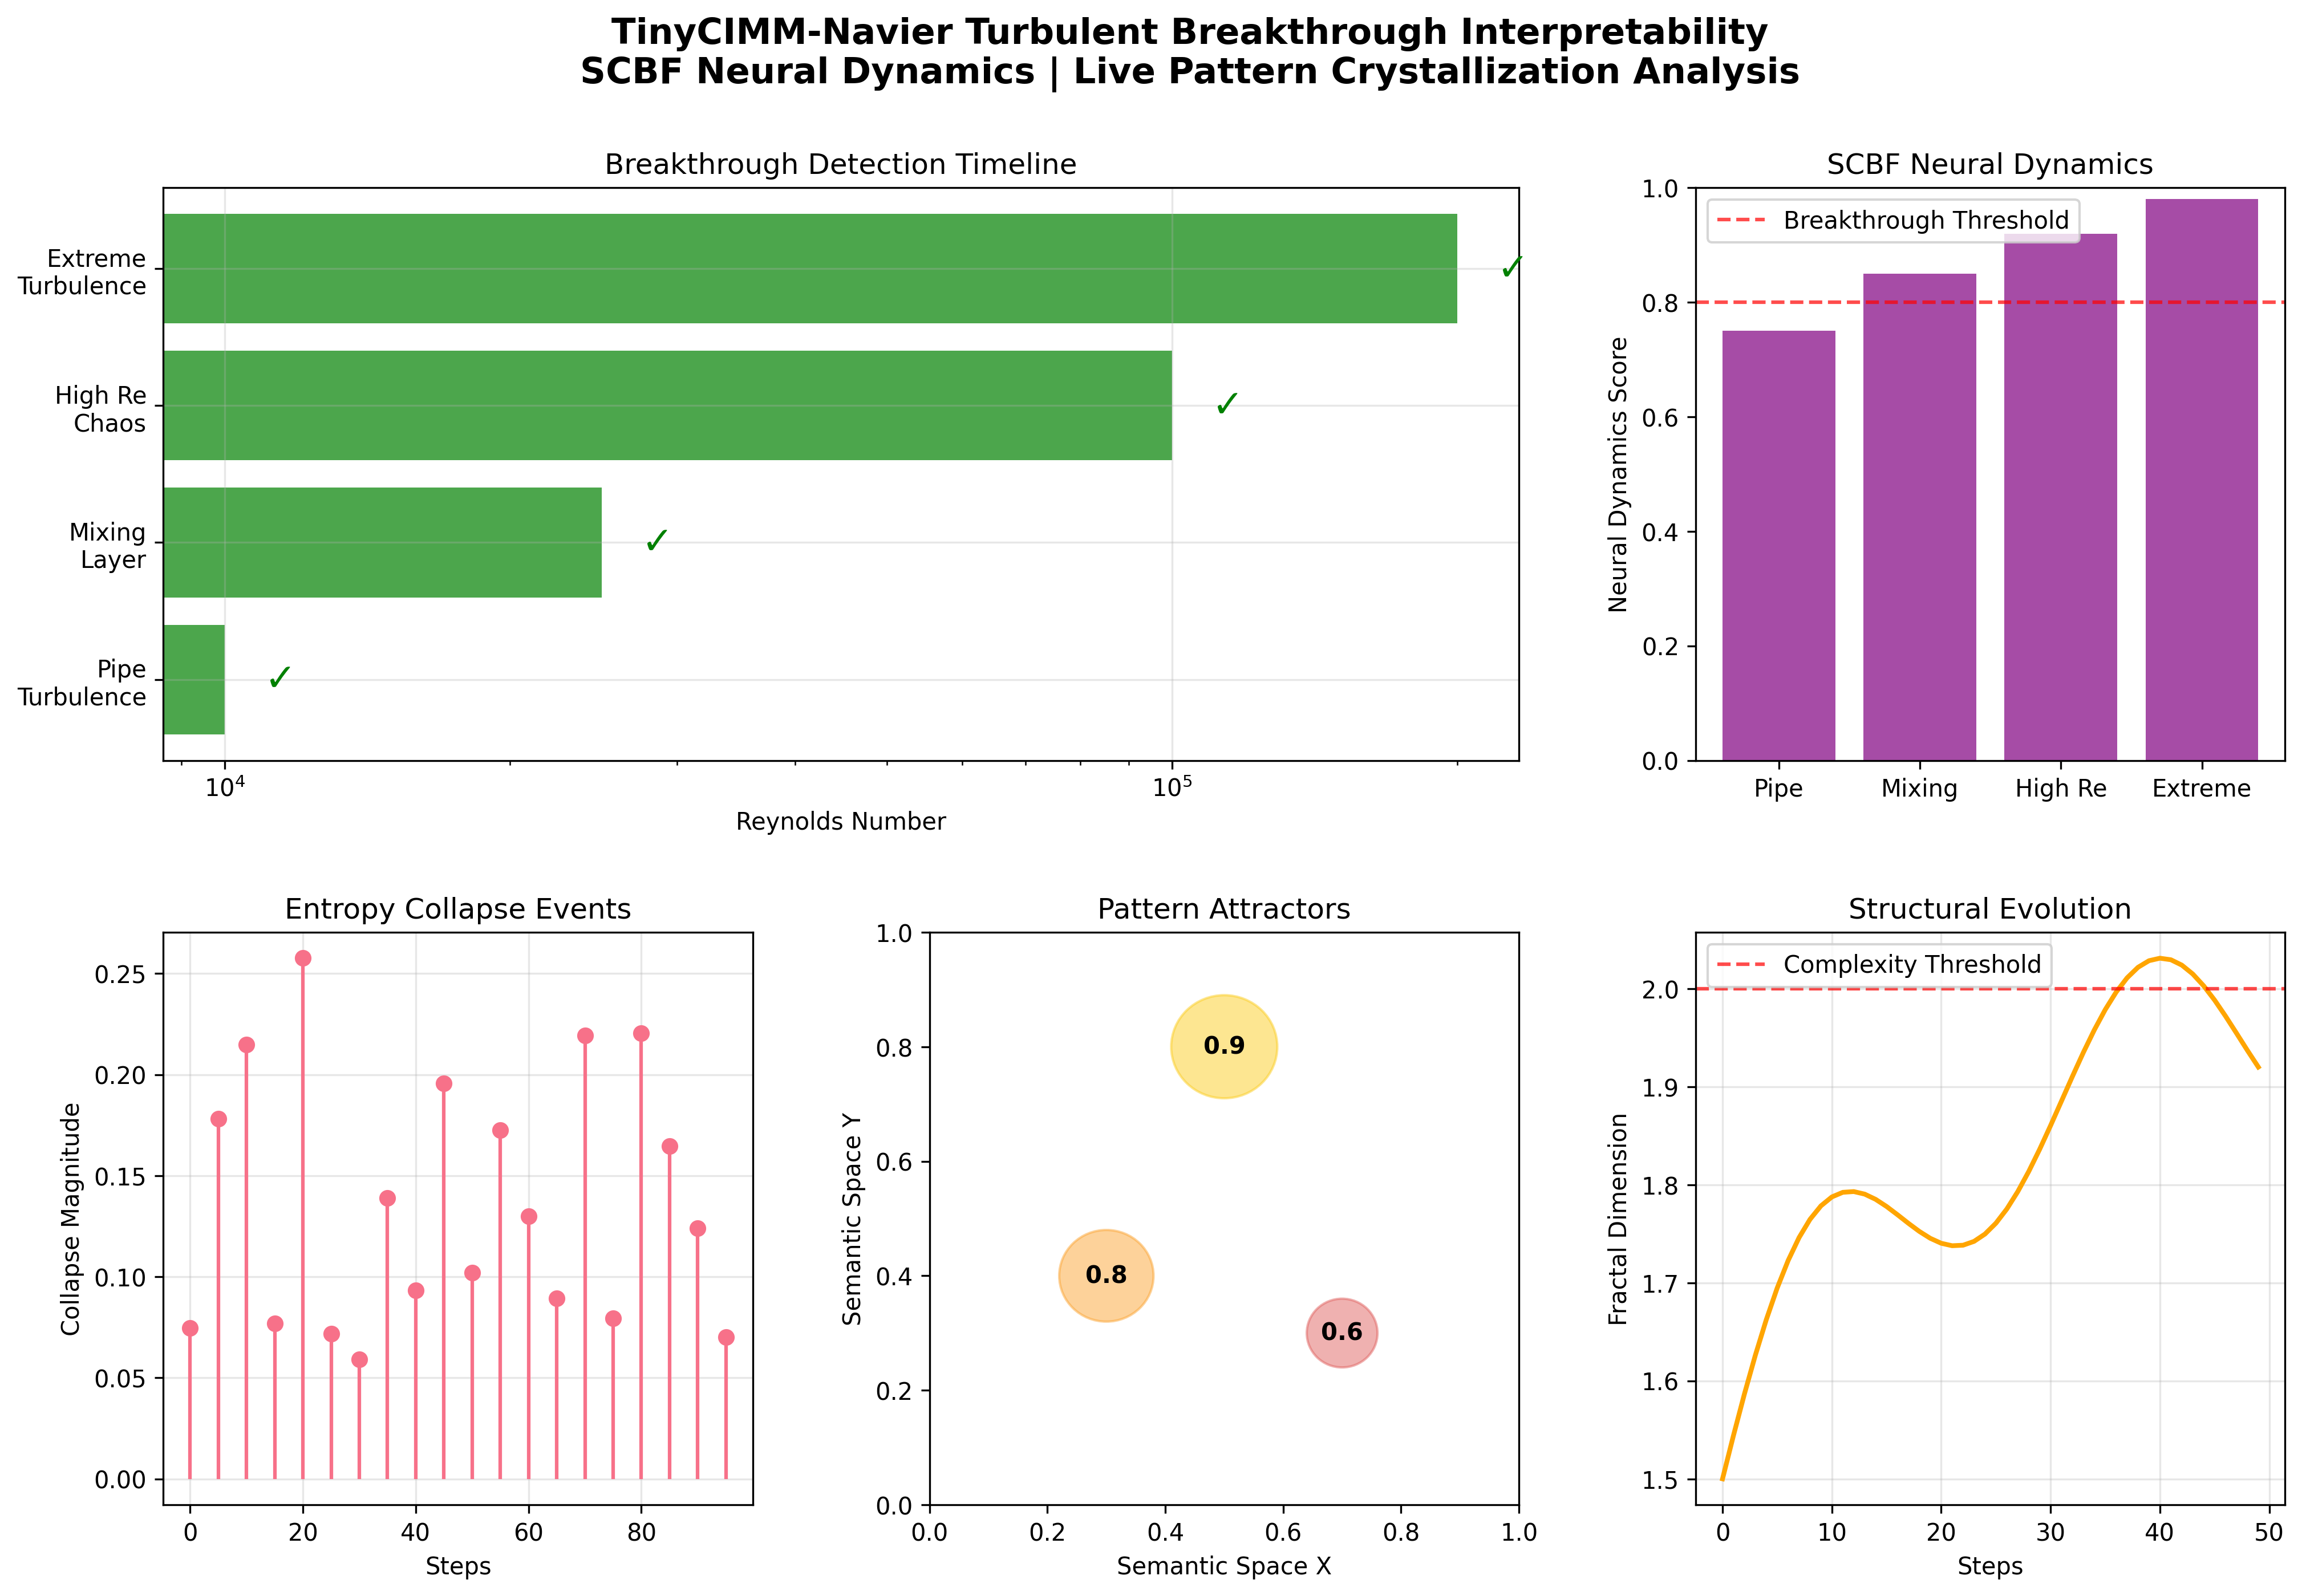 TinyCIMM-Navier Turbulent Breakthrough Interpretability
SCBF Neural Dynamics | Live Pattern Crystallization Analysis
Breakthrough Detection Timeline
Extreme
Turbulence
✓
High Re
Chaos
✓
Mixing
Layer
✓
Pipe
Turbulence
✓
10⁴
10⁵
Reynolds Number
SCBF Neural Dynamics
Breakthrough Threshold
Neural Dynamics Score
1.0
0.8
0.6
0.4
0.2
0.0
Pipe
Mixing
High Re
Extreme
Entropy Collapse Events
Collapse Magnitude
0.25
0.20
0.15
0.10
0.05
0.00
0
20
40
60
80
Steps
Pattern Attractors
Semantic Space Y
1.0
0.8
0.6
0.4
0.2
0.0
0.9
0.8
0.6
0.0
0.2
0.4
0.6
0.8
1.0
Semantic Space X
Structural Evolution
Complexity Threshold
Fractal Dimension
2.0
1.9
1.8
1.7
1.6
1.5
0
10
20
30
40
50
Steps